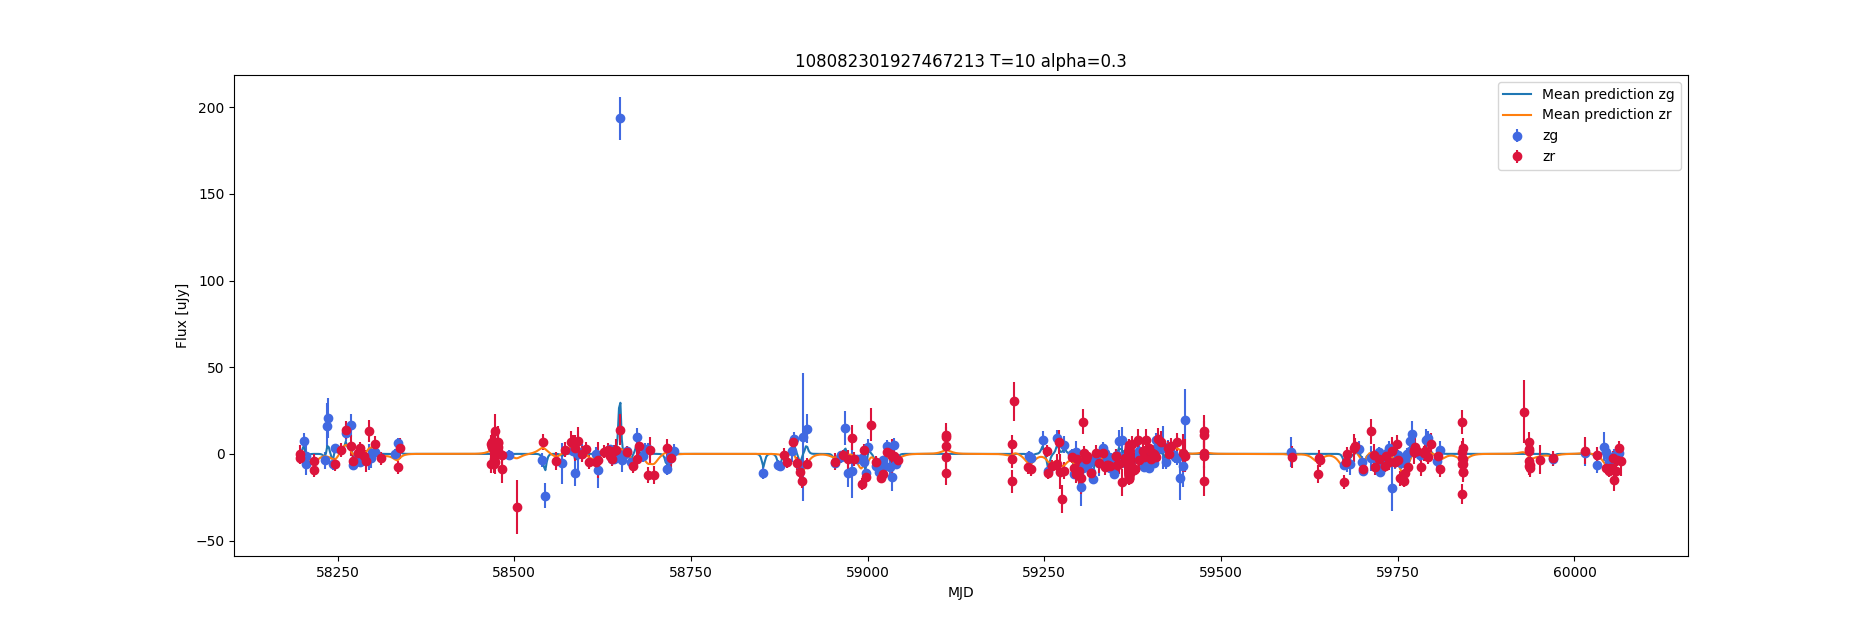 108082301927467213 T=10 alpha=0.3
Mean prediction zg
Mean prediction zr
zg
zr
200
150
100
50
0
−50
Flux [uJy]
58250
58500
58750
59000
59250
59500
59750
60000
MJD